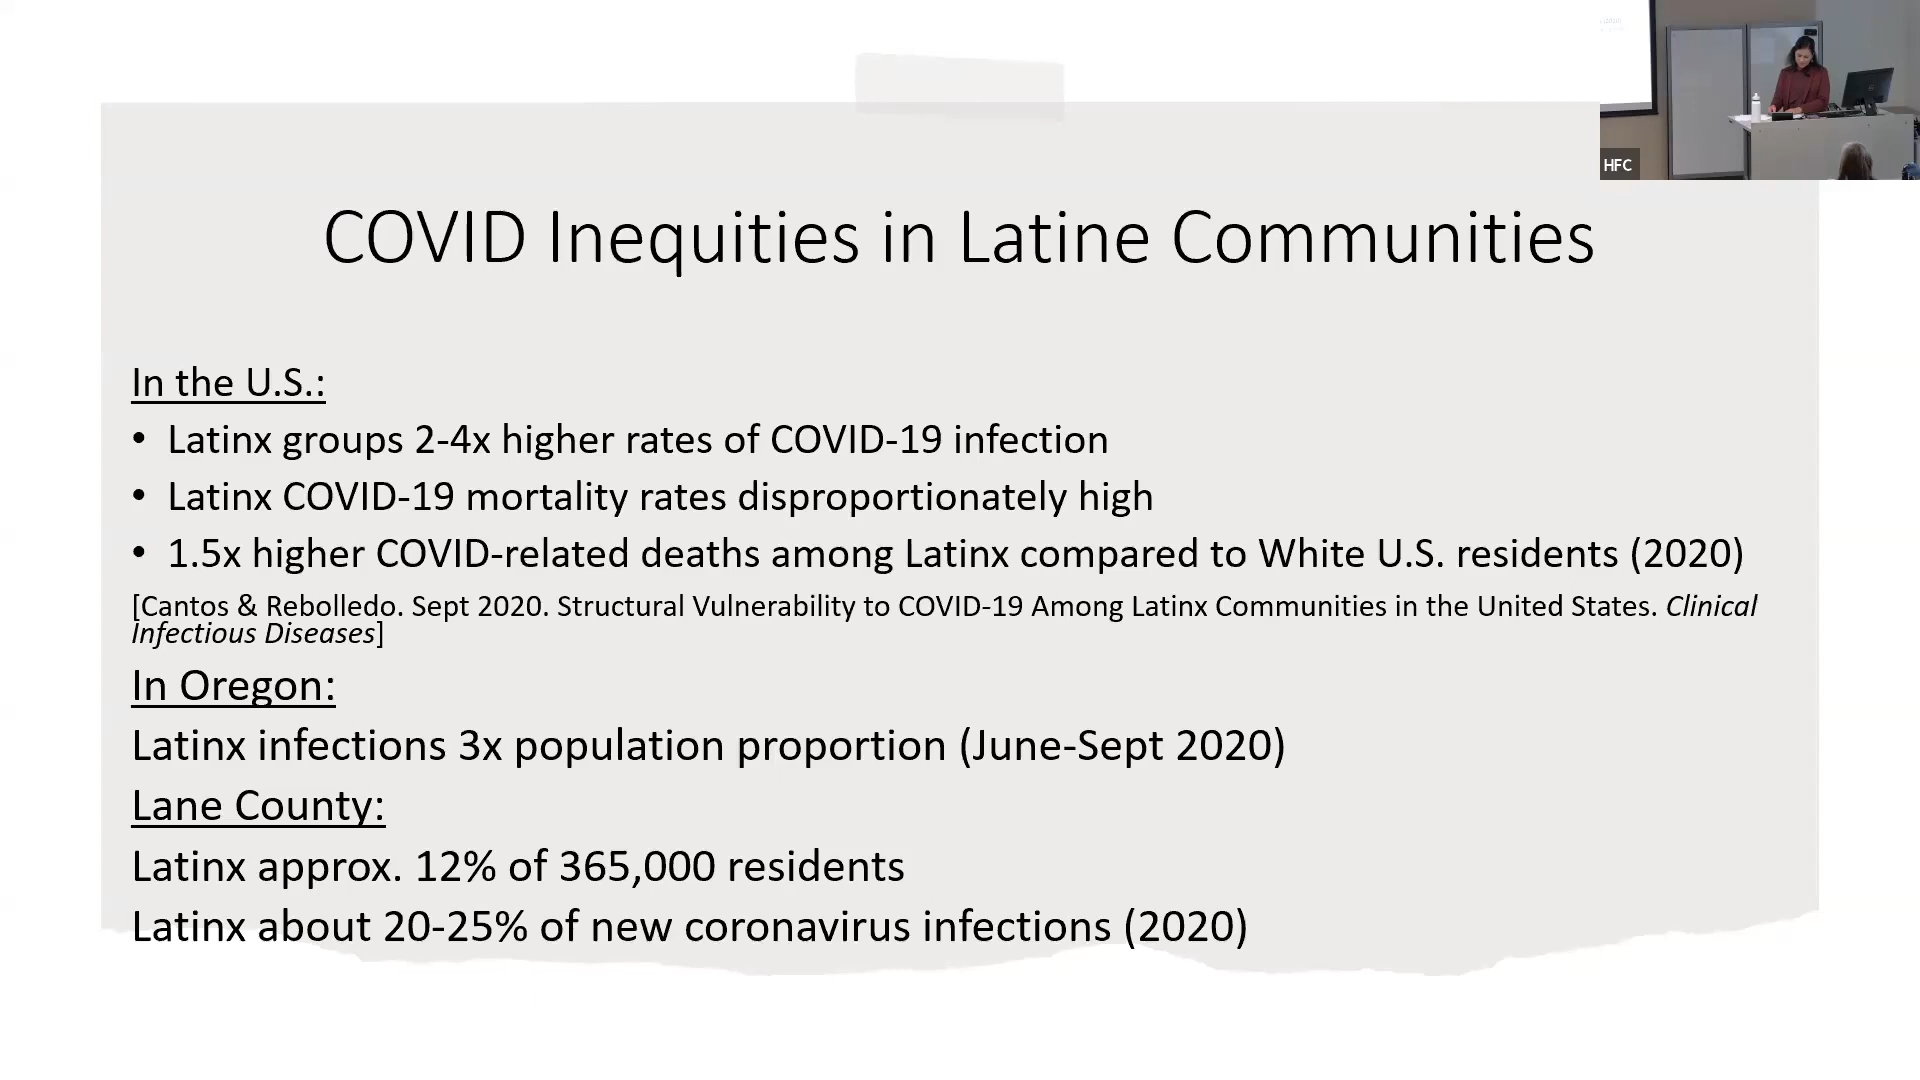 HFC
COVID Inequities in Latine Communities
In the U.S.:
• Latinx groups 2-4x higher rates of COVID-19 infection
• Latinx COVID-19 mortality rates disproportionately high
• 1.5x higher COVID-related deaths among Latinx compared to White U.S. residents (2020)
[Cantos & Rebolledo. Sept 2020. Structural Vulnerability to COVID-19 Among Latinx Communities in the United States. Clinical
Infectious Diseases]
In Oregon:
Latinx infections 3x population proportion (June-Sept 2020)
Lane County:
Latinx approx. 12% of 365,000 residents
Latinx about 20-25% of new coronavirus infections (2020)